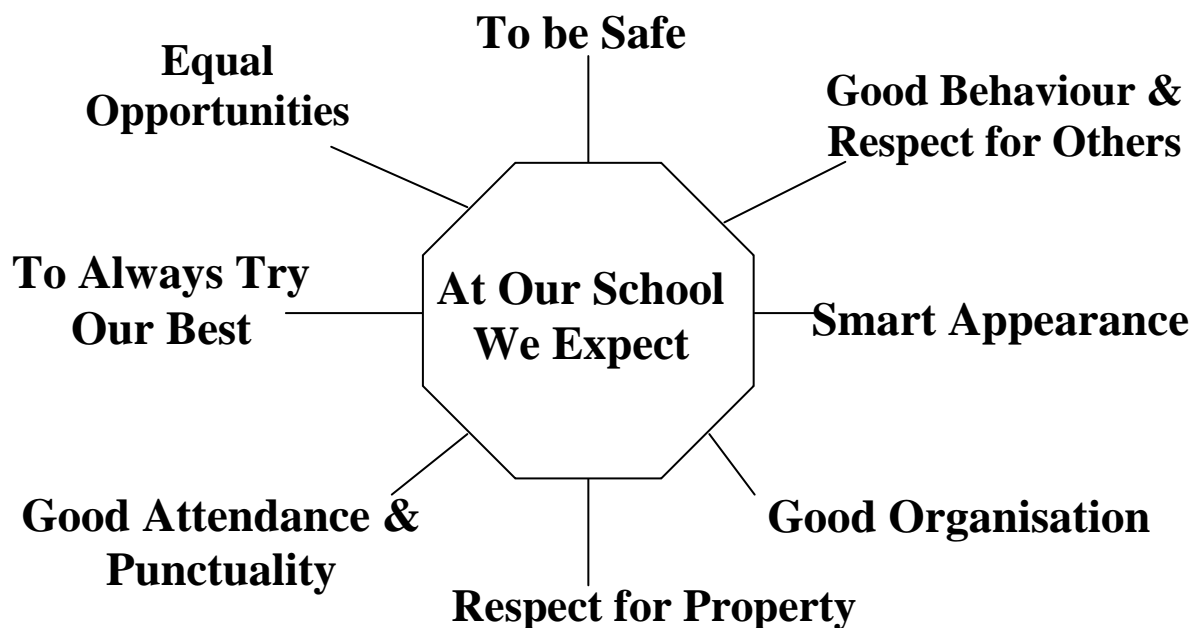 To be Safe
Equal
Opportunities
Good Behaviour &
Respect for Others
To Always Try
Our Best
At Our School
We Expect
Smart Appearance
Good Attendance &
Punctuality
Good Organisation
Respect for Property